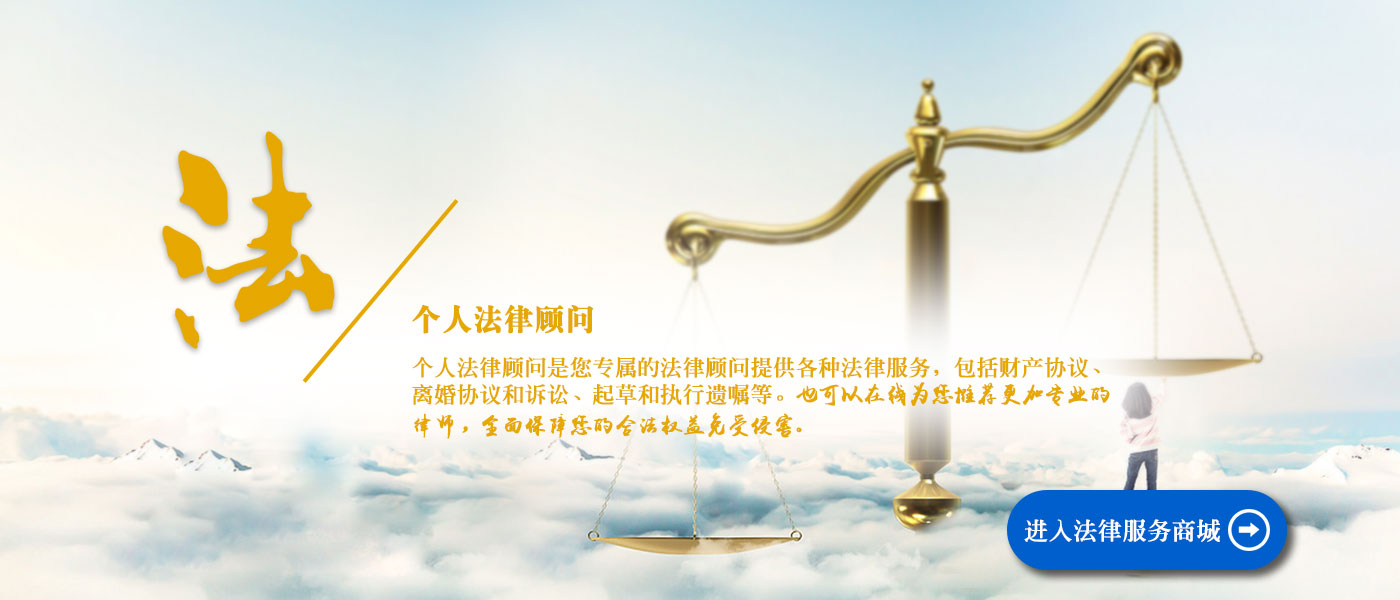 法
个人法律顾问
个人法律顾问是您专属的法律顾问提供各种法律服务，包括财产协议、
离婚协议和诉讼、起草和执行遗嘱等。也可以在线为您推荐更加专业的
律师，全面保障您的合法权益免受侵害。
进入法律服务商城